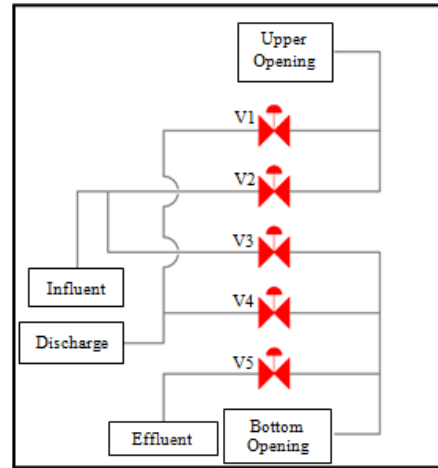 Upper
Opening
V1
V2
V3
Influent
V4
Discharge
V5
Effluent
Bottom
Opening